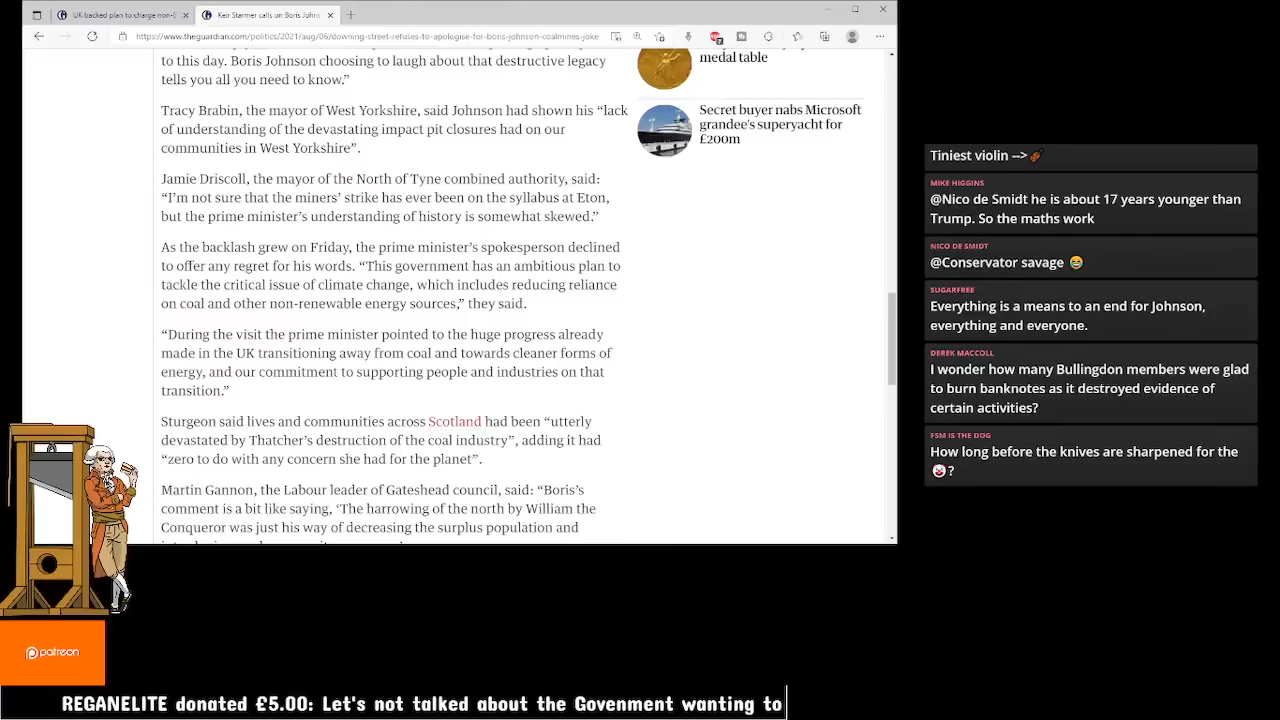 UK backed plan to charge non-E
Keir Starmer calls on Boris Johns
https://www.theguardian.com/politics/2021/aug/06/downing-street-refuses-to-apologise-for-boris-johnson-coalmines-joke
to this day. Boris Johnson choosing to laugh about that destructive legacy
tells you all you need to know.”
Tracy Brabin, the mayor of West Yorkshire, said Johnson had shown his “lack
of understanding of the devastating impact pit closures had on our
communities in West Yorkshire”.
Jamie Driscoll, the mayor of the North of Tyne combined authority, said:
“I’m not sure that the miners’ strike has ever been on the syllabus at Eton,
but the prime minister’s understanding of history is somewhat skewed.”
As the backlash grew on Friday, the prime minister’s spokesperson declined
to offer any regret for his words. “This government has an ambitious plan to
tackle the critical issue of climate change, which includes reducing reliance
on coal and other non-renewable energy sources,” they said.
“During the visit the prime minister pointed to the huge progress already
made in the UK transitioning away from coal and towards cleaner forms of
energy, and our commitment to supporting people and industries on that
transition.”
Sturgeon said lives and communities across Scotland had been “utterly
devastated by Thatcher’s destruction of the coal industry”, adding it had
“zero to do with any concern she had for the planet”.
Martin Gannon, the Labour leader of Gateshead council, said: “Boris’s
comment is a bit like saying, ‘The harrowing of the north by William the
Conqueror was just his way of decreasing the surplus population and
medal table
Secret buyer nabs Microsoft
grandee’s superyacht for
£200m
Tiniest violin --> 🎻
MIKE HIGGINS
@Nico de Smidt he is about 17 years younger than
Trump. So the maths work
NICO DE SMIDT
@Conservator savage 😂
SUGARFREE
Everything is a means to an end for Johnson,
everything and everyone.
DEREK MACCOLL
I wonder how many Bullingdon members were glad
to burn banknotes as it destroyed evidence of
certain activities?
FSM IS THE DOG
How long before the knives are sharpened for the
🤡?
patreon
REGANELITE donated £5.00: Let's not talked about the Govenment wanting to